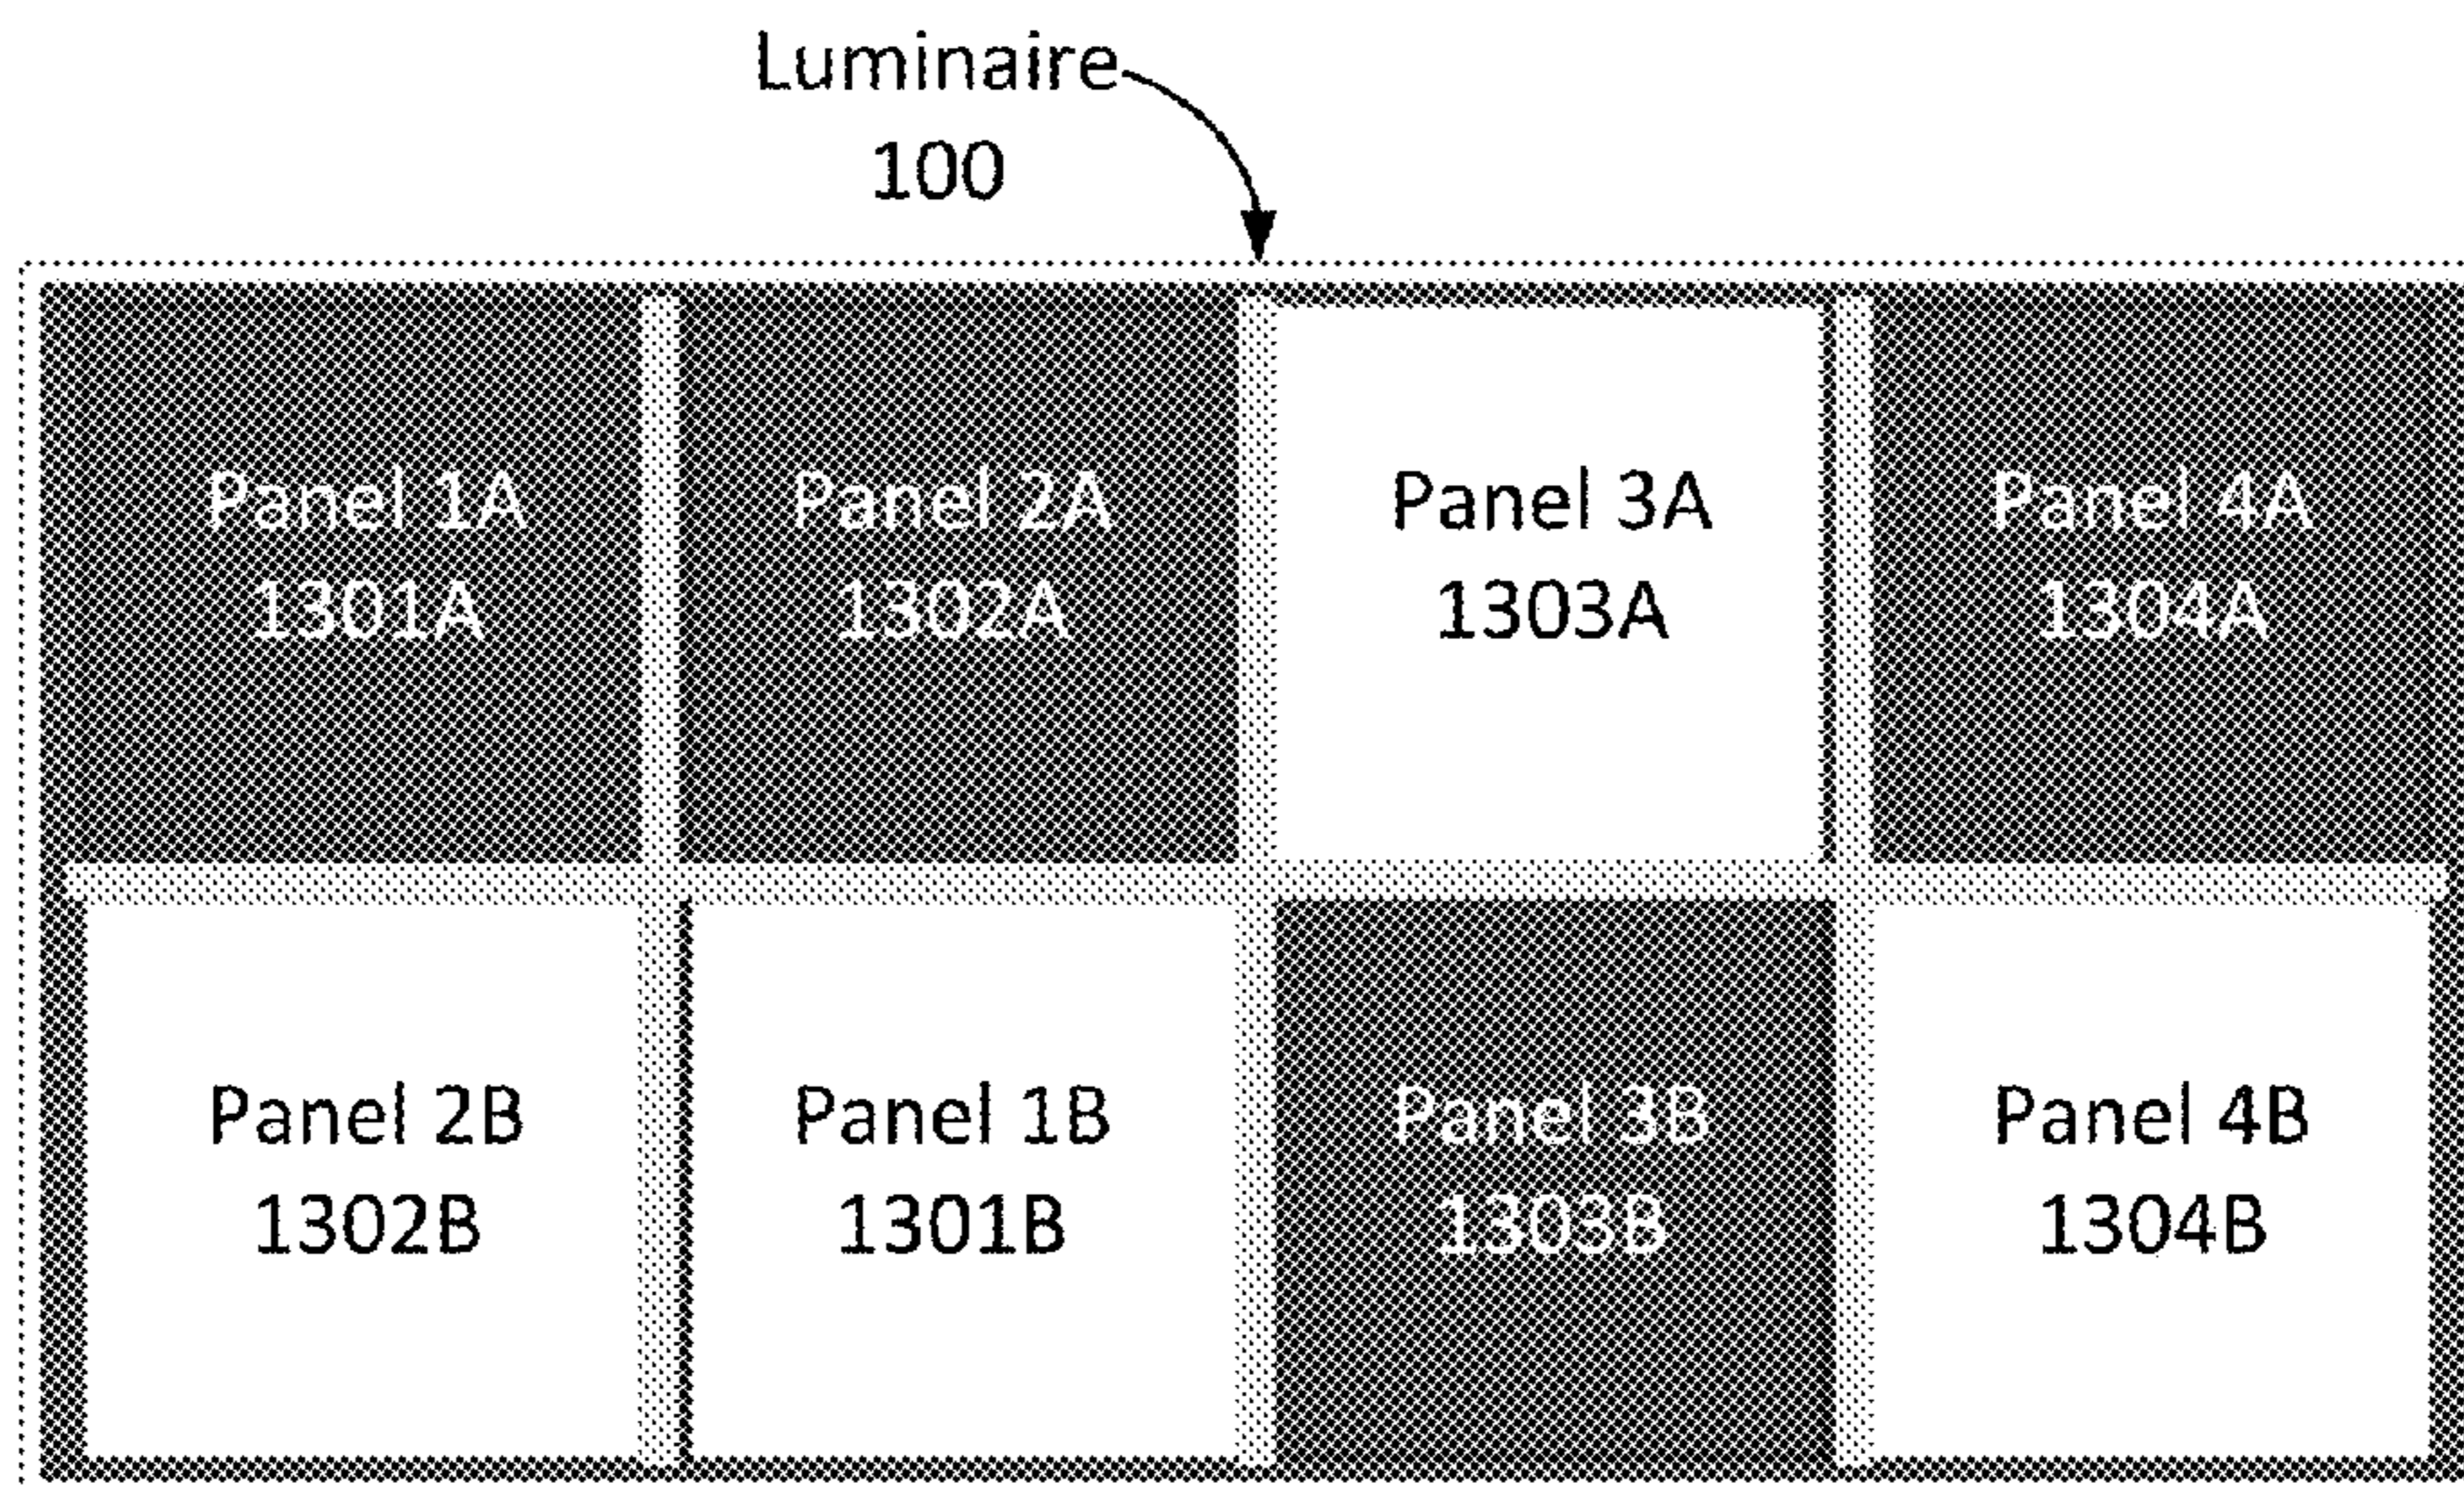 Luminaire
100
Panel 1A
1301A
Panel 2A
1302A
Panel 3A
1303A
Panel 4A
1304A
Panel 2B
1302B
Panel 1B
1301B
Panel 3B
1303B
Panel 4B
1304B